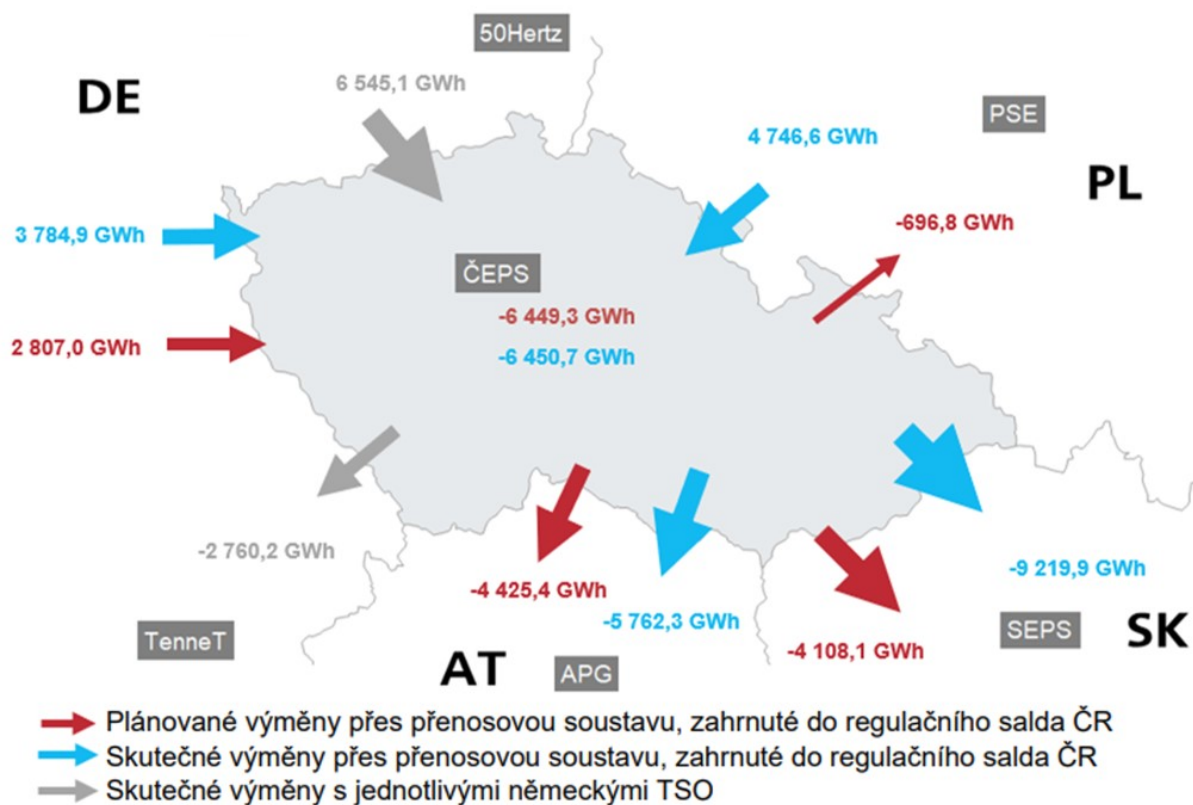 50Hertz
DE
6 545,1 GWh
PSE
4 746,6 GWh
PL
3 784,9 GWh
-696,8 GWh
ČEPS
-6 449,3 GWh
2 807,0 GWh
-6 450,7 GWh
-2 760,2 GWh
-9 219,9 GWh
-4 425,4 GWh
-5 762,3 GWh
TenneT
SEPS
SK
-4 108,1 GWh
AT
APG
Plánované výměny přes přenosovou soustavu, zahrnuté do regulačního salda ČR
Skutečné výměny přes přenosovou soustavu, zahrnuté do regulačního salda ČR
Skutečné výměny s jednotlivými německými TSO